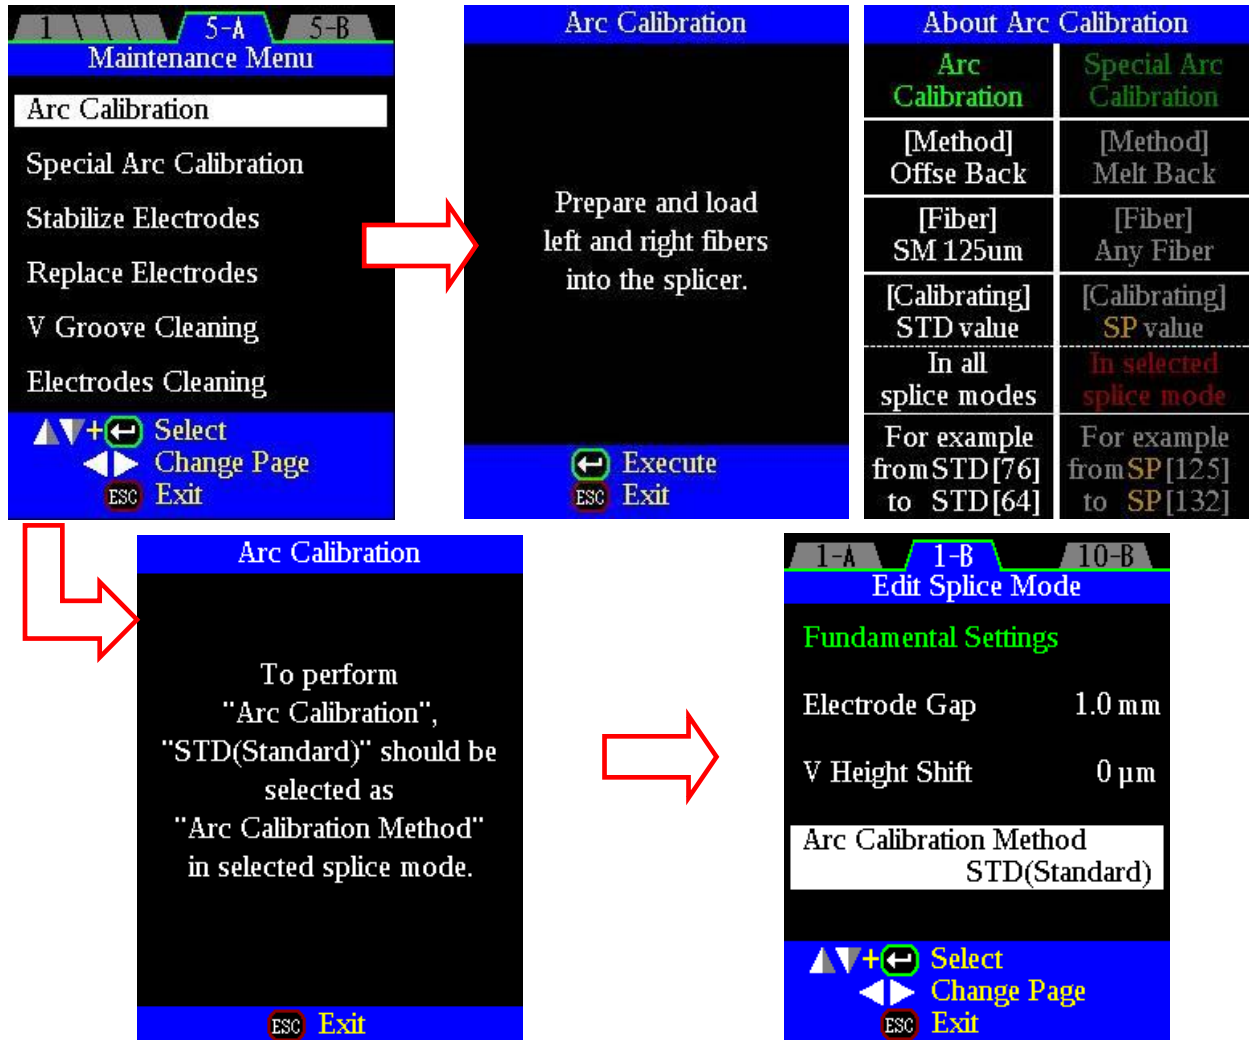 1 5-A 5-B
Maintenance Menu
Arc Calibration
Special Arc Calibration
Stabilize Electrodes
Replace Electrodes
V Groove Cleaning
Electrodes Cleaning
+ Select
Change Page
ESC Exit
Arc Calibration
Prepare and load
left and right fibers
into the splicer.
Execute
ESC Exit
About Arc Calibration
Arc
Calibration
[Method]
Offse Back
[Fiber]
SM 125um
[Calibrating]
STD value
In all
splice modes
For example
from STD[76]
to STD[64]
Special Arc
Calibration
[Method]
Melt Back
[Fiber]
Any Fiber
[Calibrating]
SP value
In selected
splice mode
For example
from SP[125]
to SP[132]
Arc Calibration
To perform
"Arc Calibration",
"STD(Standard)" should be
selected as
"Arc Calibration Method"
in selected splice mode.
ESC Exit
1-A 1-B 10-B
Edit Splice Mode
Fundamental Settings
Electrode Gap 1.0 mm
V Height Shift 0 µm
Arc Calibration Method
STD(Standard)
+ Select
Change Page
ESC Exit